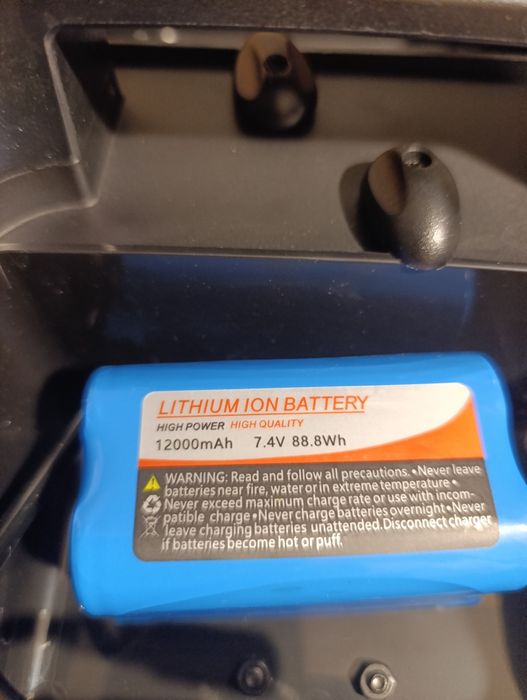 LITHIUM ION BATTERY
HIGH POWER HIGH QUALITY
12000mAh 7.4V 88.8Wh
WARNING: Read and follow all precautions. •Never leave
batteries near fire, water or in extreme temperature •
Never exceed maximum charge rate or use with incom-
patible charge •Never charge batteries overnight •Never
leave charging batteries unattended.Disconnect charger
if batteries become hot or puff.